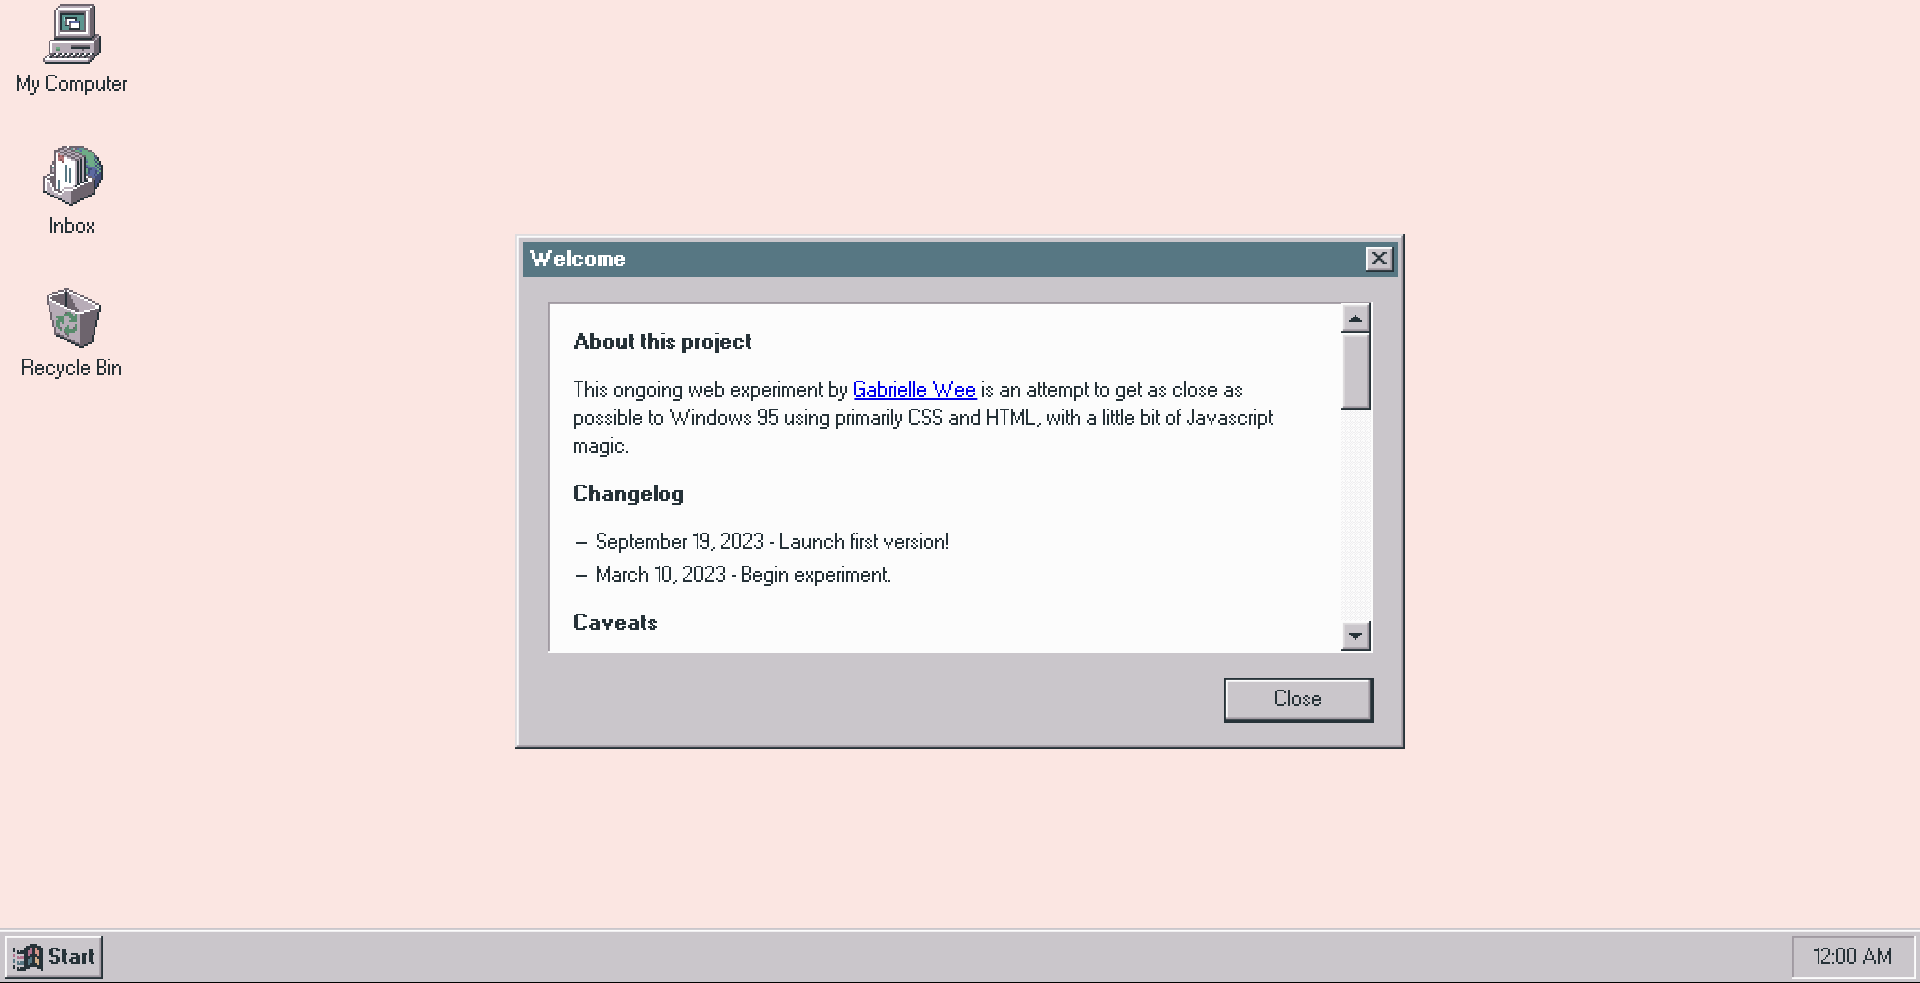 My Computer
Inbox
Recycle Bin
Welcome
About this project
This ongoing web experiment by Gabrielle Wee is an attempt to get as close as
possible to Windows 95 using primarily CSS and HTML, with a little bit of Javascript
magic.
Changelog
– September 19, 2023 - Launch first version!
– March 10, 2023 - Begin experiment.
Caveats
Close
Start
12:00 AM